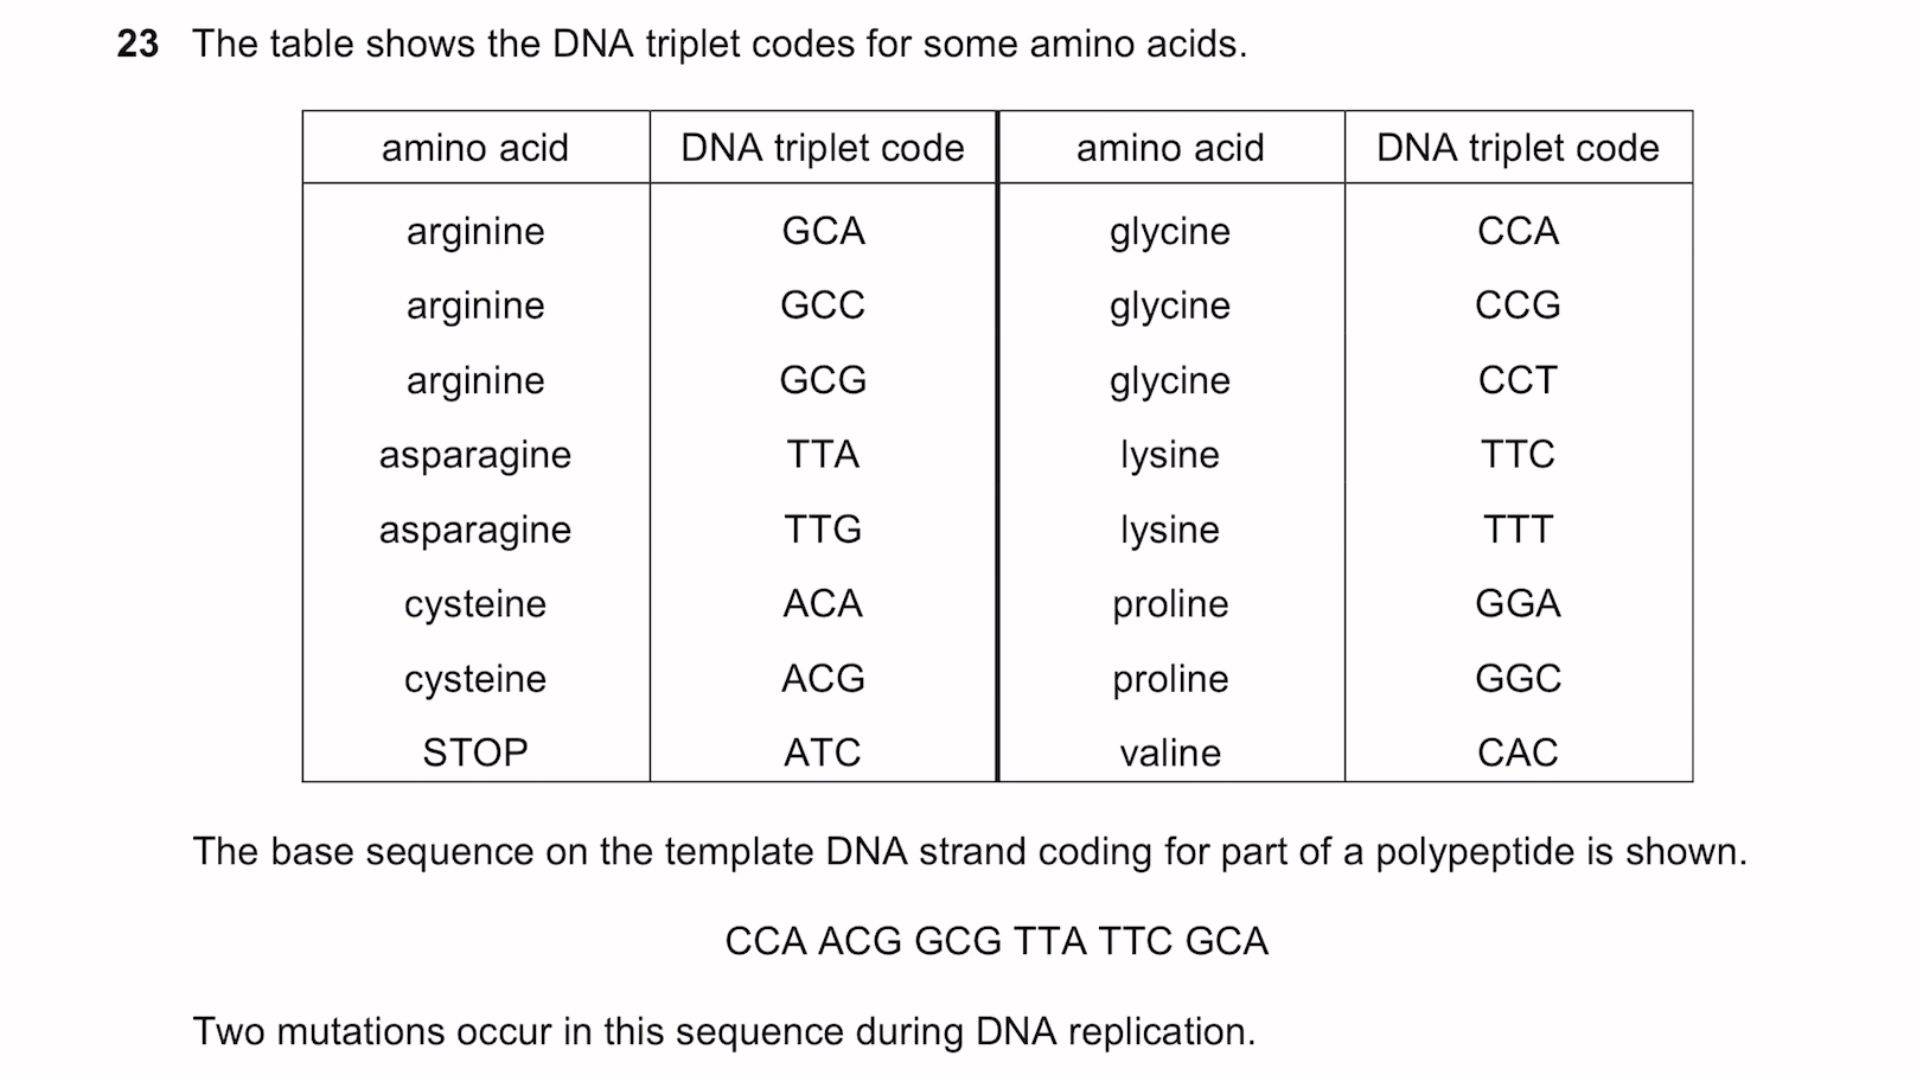 23 The table shows the DNA triplet codes for some amino acids.
amino acid DNA triplet code amino acid DNA triplet code
arginine GCA glycine CCA
arginine GCC glycine CCG
arginine GCG glycine CCT
asparagine TTA lysine TTC
asparagine TTG lysine TTT
cysteine ACA proline GGA
cysteine ACG proline GGC
STOP ATC valine CAC
The base sequence on the template DNA strand coding for part of a polypeptide is shown.
CCA ACG GCG TTA TTC GCA
Two mutations occur in this sequence during DNA replication.